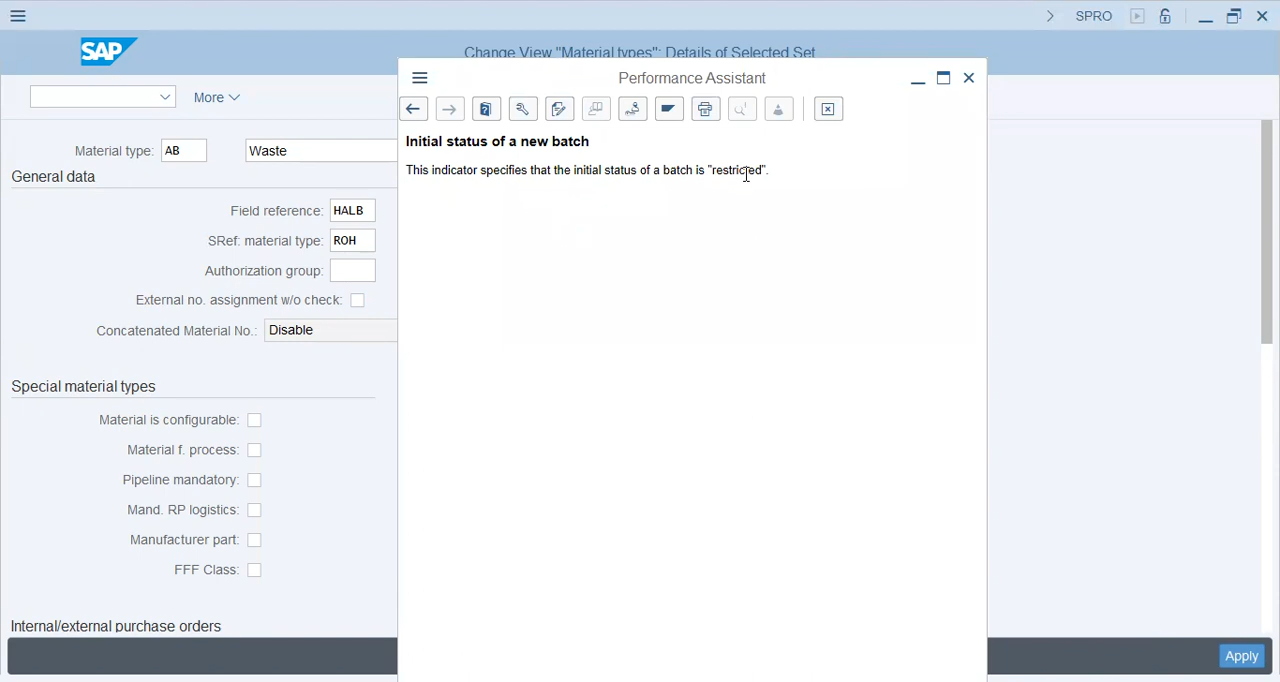 SPRO
SAP
Change View "Material types": Details of Selected Set
More
Material type: AB Waste
General data
Field reference: HALB
SRef: material type: ROH
Authorization group:
External no. assignment w/o check:
Concatenated Material No.: Disable
Special material types
Material is configurable:
Material f. process:
Pipeline mandatory:
Mand. RP logistics:
Manufacturer part:
FFF Class:
Internal/external purchase orders
Performance Assistant
Initial status of a new batch
This indicator specifies that the initial status of a batch is "restricted".
Apply